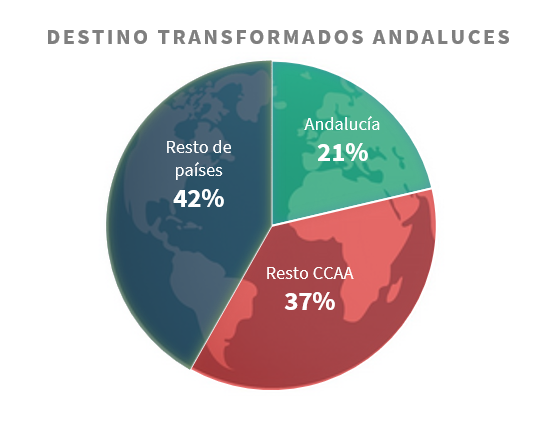 DESTINO TRANSFORMADOS ANDALUCES
Andalucía
21%
Resto de
países
42%
Resto CCAA
37%